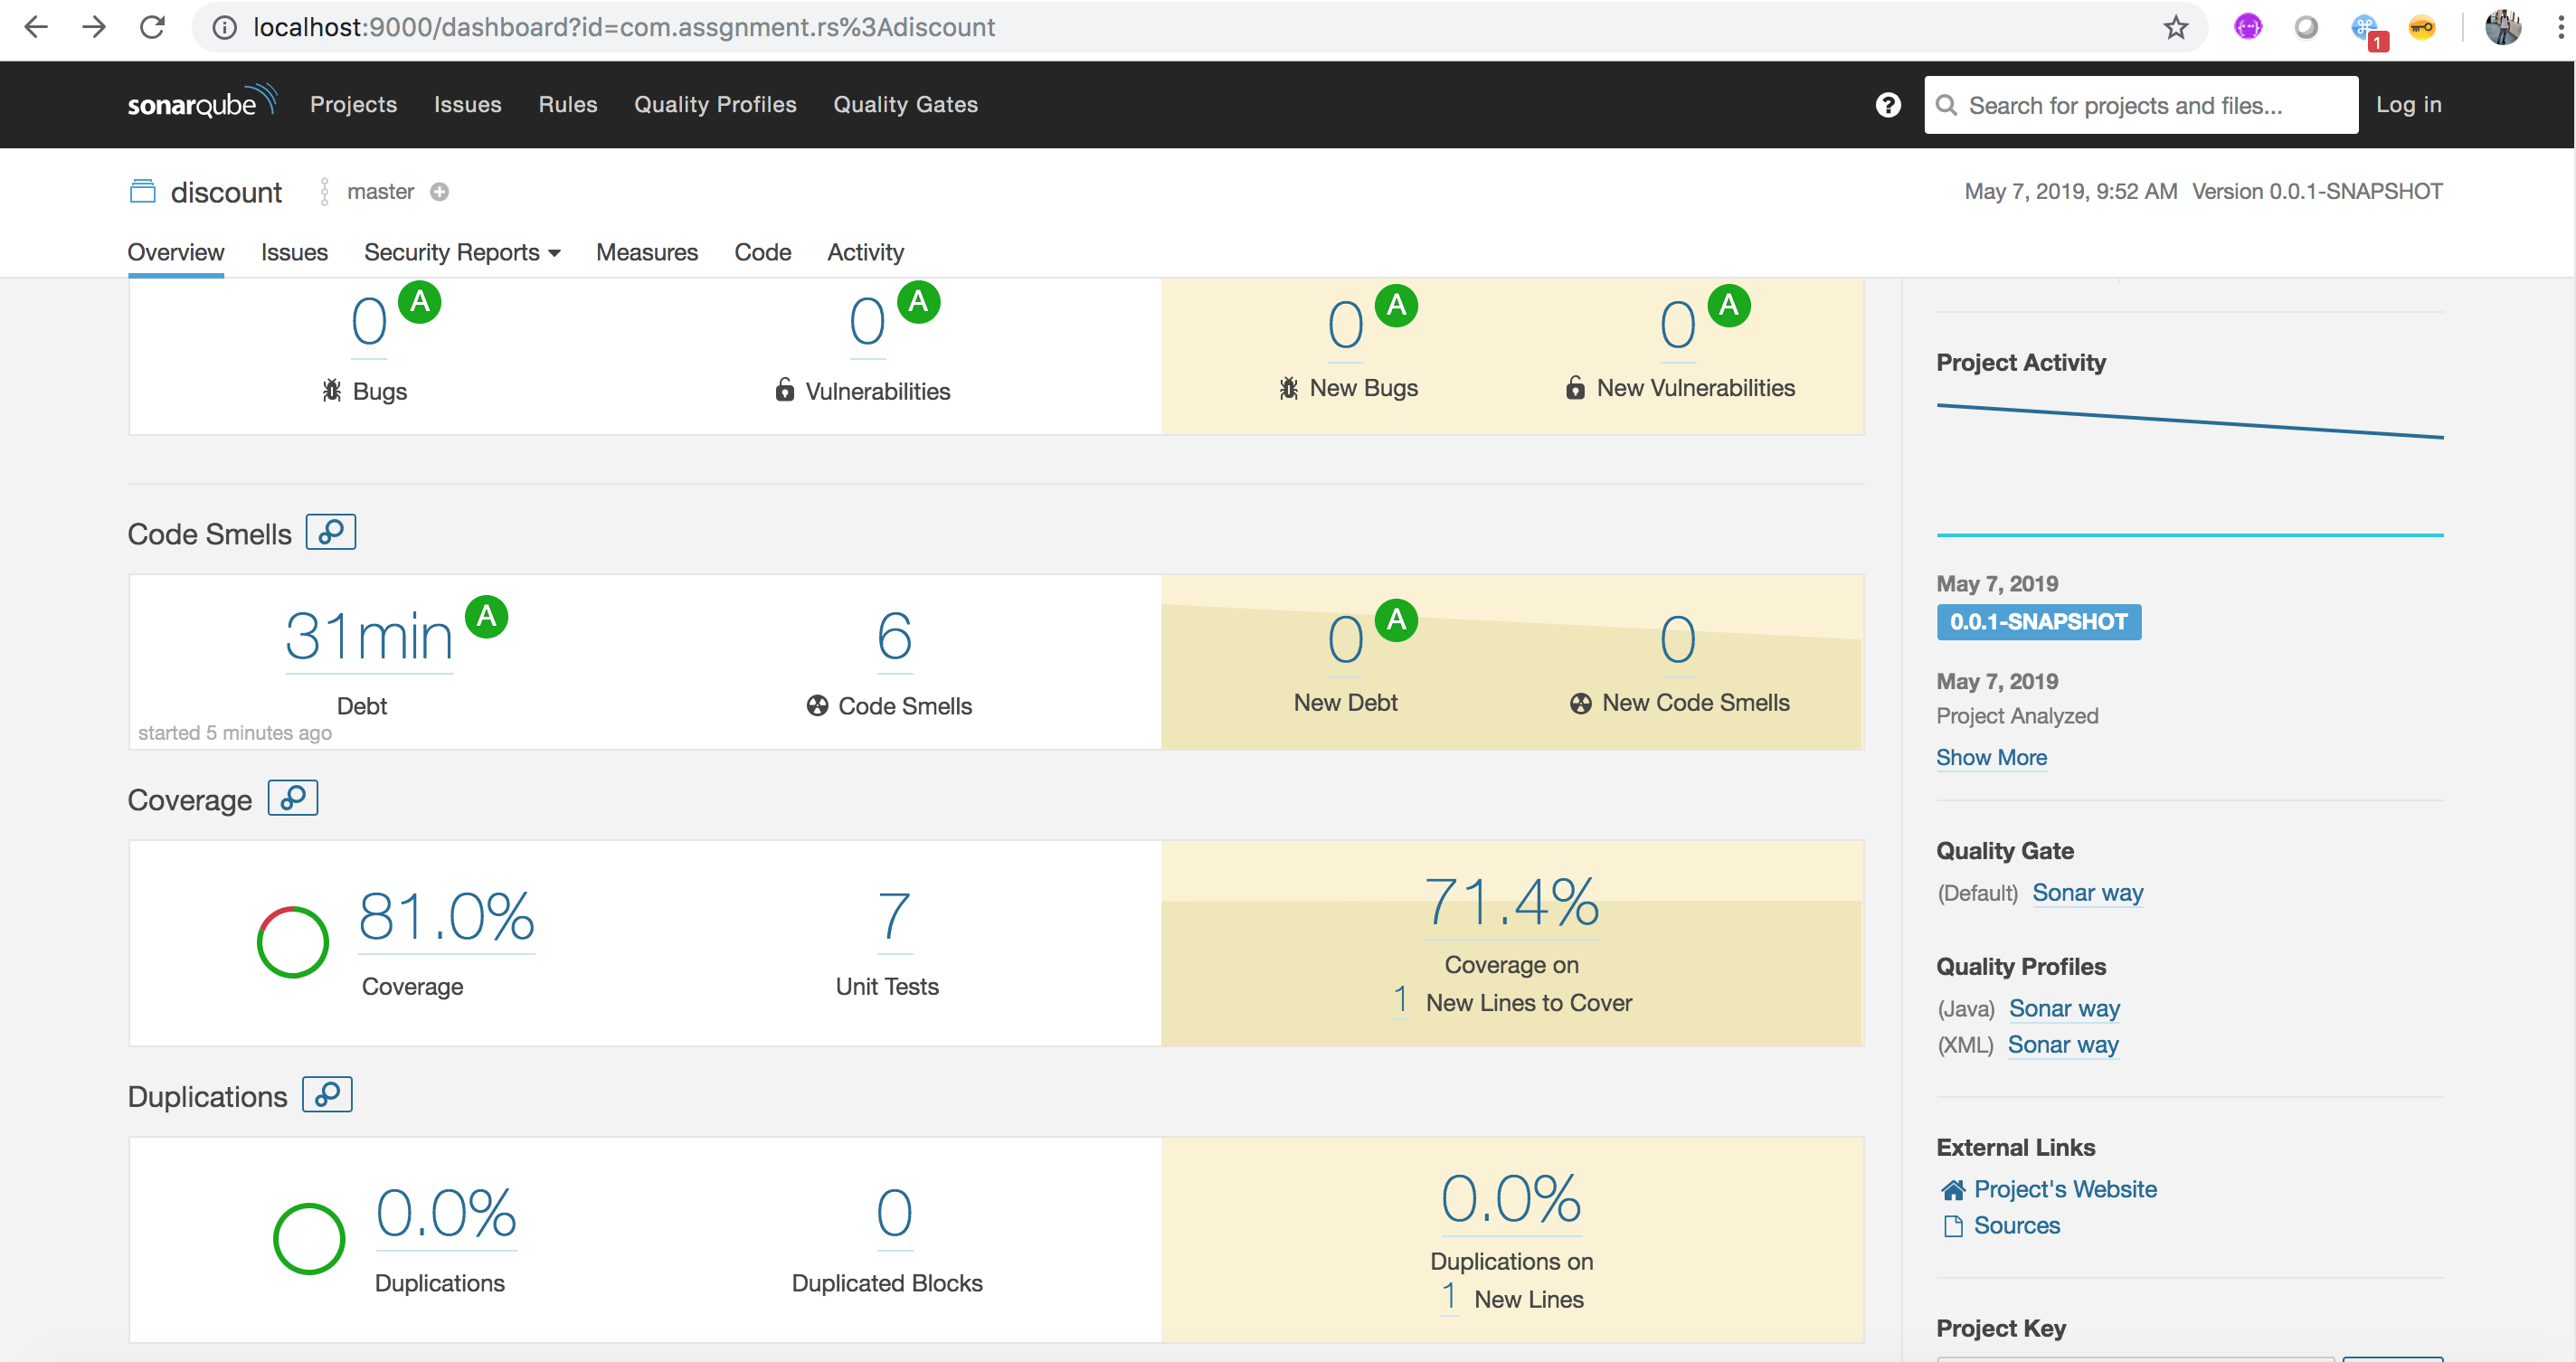 localhost:9000/dashboard?id=com.assgnment.rs%3Adiscount
1
sonarqube Projects Issues Rules Quality Profiles Quality Gates
Search for projects and files... Log in
discount master
May 7, 2019, 9:52 AM Version 0.0.1-SNAPSHOT
Overview Issues Security Reports Measures Code Activity
0 A 0 A 0 A 0 A
Bugs Vulnerabilities New Bugs New Vulnerabilities
Code Smells
31min A 6 0 A 0
Debt Code Smells New Debt New Code Smells
started 5 minutes ago
Coverage
81.0% 7 71.4%
Coverage Unit Tests Coverage on
1 New Lines to Cover
Duplications
0.0% 0 0.0%
Duplications Duplicated Blocks Duplications on
1 New Lines
Project Activity
May 7, 2019
0.0.1-SNAPSHOT
May 7, 2019
Project Analyzed
Show More
Quality Gate
(Default) Sonar way
Quality Profiles
(Java) Sonar way
(XML) Sonar way
External Links
Project's Website
Sources
Project Key